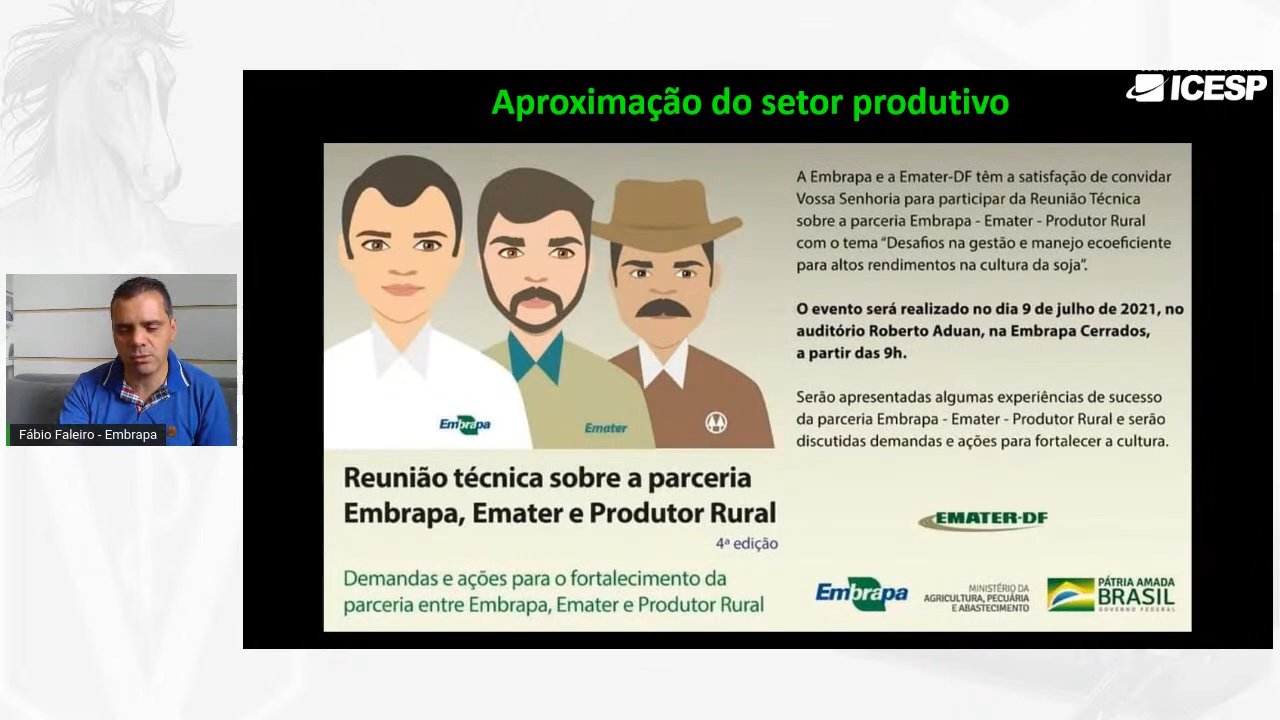 Aproximação do setor produtivo
ICESP
A Embrapa e a Emater-DF têm a satisfação de convidar
Vossa Senhoria para participar da Reunião Técnica
sobre a parceria Embrapa - Emater - Produtor Rural
com o tema “Desafios na gestão e manejo ecoeficiente
para altos rendimentos na cultura da soja”.
O evento será realizado no dia 9 de julho de 2021, no
auditório Roberto Aduan, na Embrapa Cerrados,
a partir das 9h.
Serão apresentadas algumas experiências de sucesso
da parceria Embrapa - Emater - Produtor Rural e serão
discutidas demandas e ações para fortalecer a cultura.
Embrapa
Emater
Fábio Faleiro - Embrapa
Reunião técnica sobre a parceria
Embrapa, Emater e Produtor Rural
4ª edição
Demandas e ações para o fortalecimento da
parceria entre Embrapa, Emater e Produtor Rural
EMATER-DF
Embrapa
MINISTÉRIO DA
AGRICULTURA, PECUÁRIA
E ABASTECIMENTO
PÁTRIA AMADA
BRASIL
GOVERNO FEDERAL